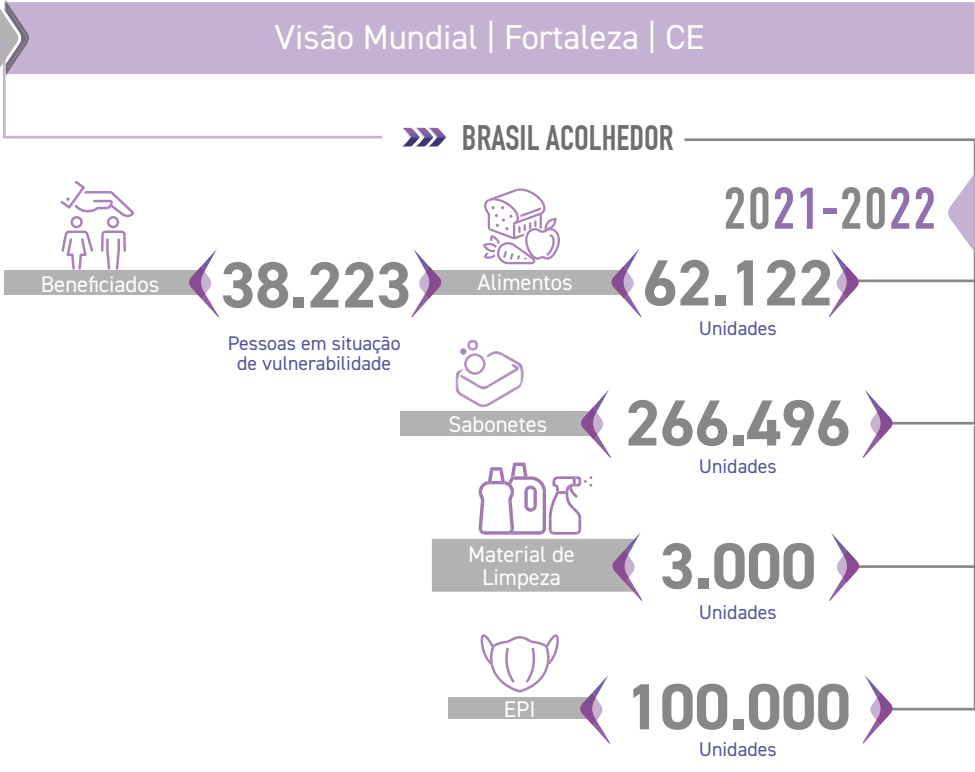 Visão Mundial | Fortaleza | CE
BRASIL ACOLHEDOR
2021-2022
Beneficiados
38.223
Pessoas em situação
de vulnerabilidade
Alimentos
62.122
Unidades
Sabonetes
266.496
Unidades
Material de
Limpeza
3.000
Unidades
EPI
100.000
Unidades